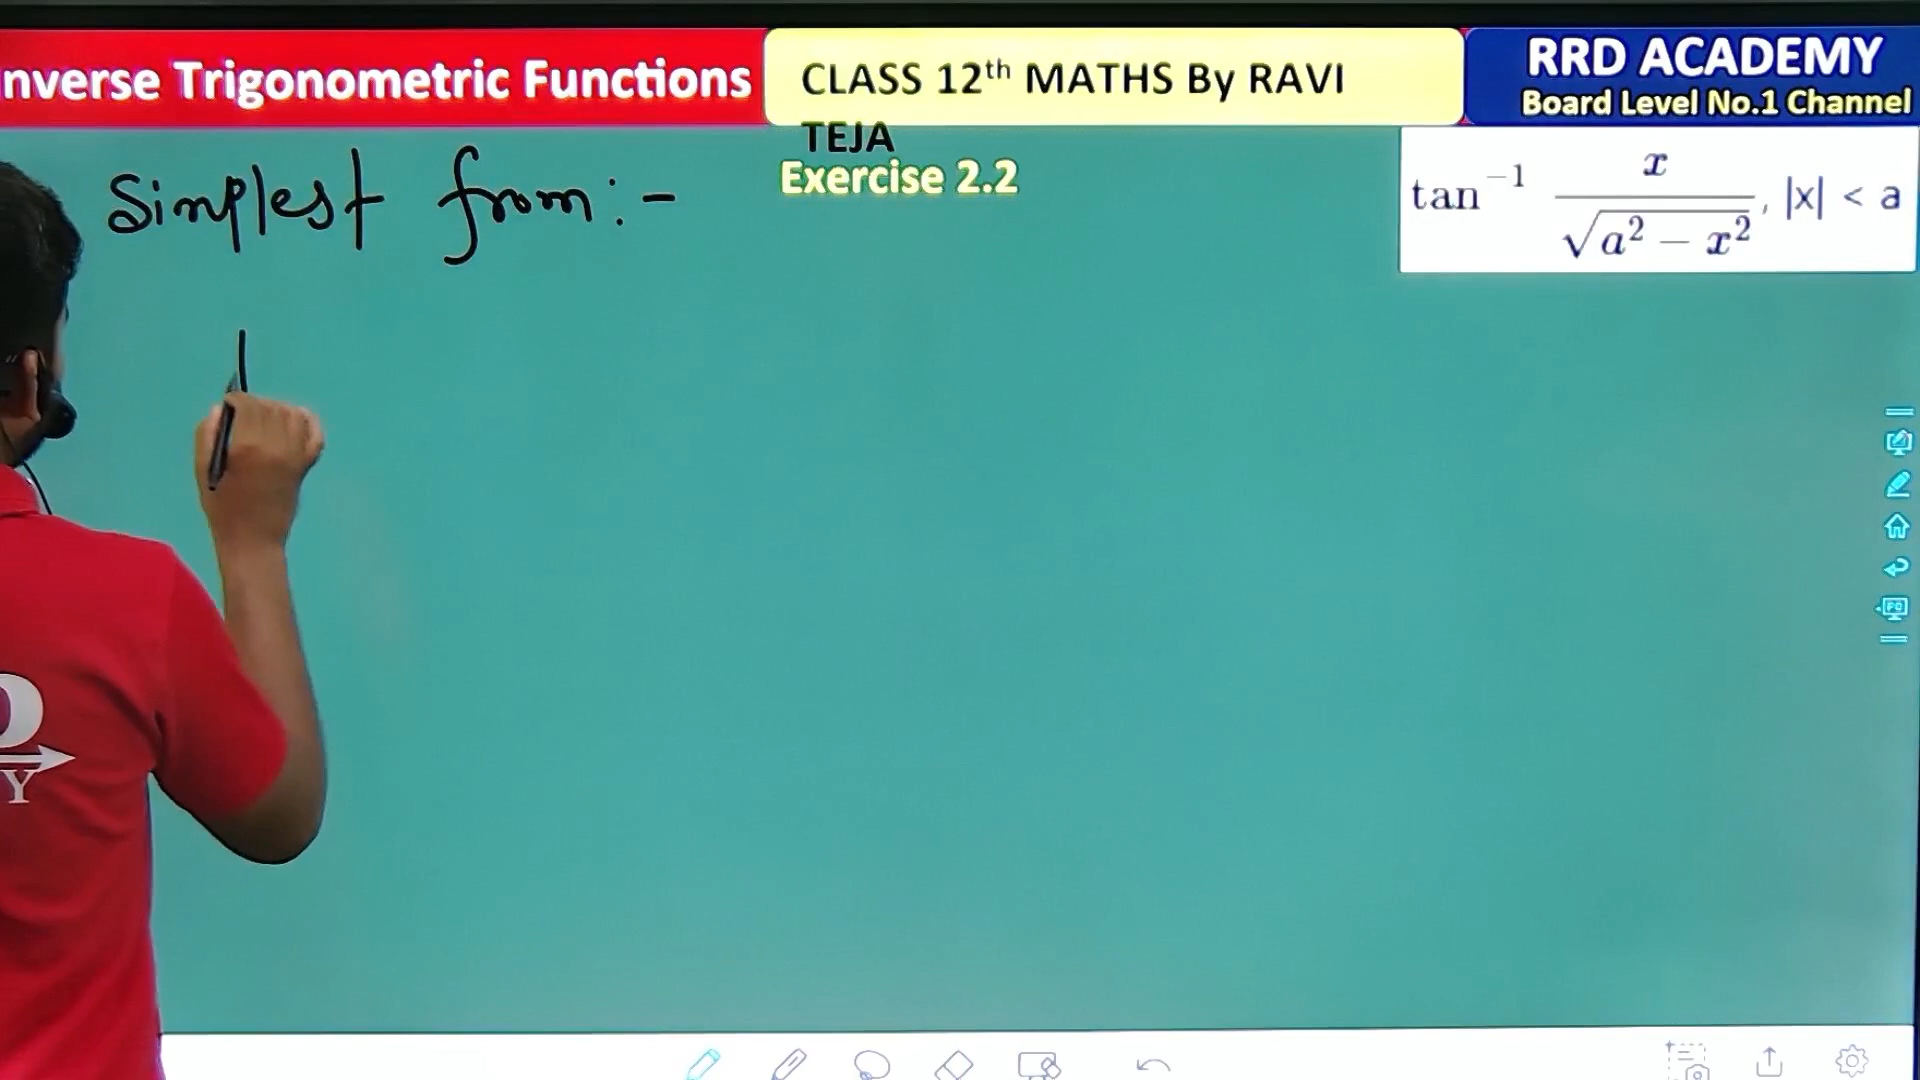 nverse Trigonometric Functions
CLASS 12th MATHS By RAVI
TEJA
RRD ACADEMY
Board Level No.1 Channel
Exercise 2.2
Simplest from:-
tan⁻¹ x/√(a² − x²), |x| < a